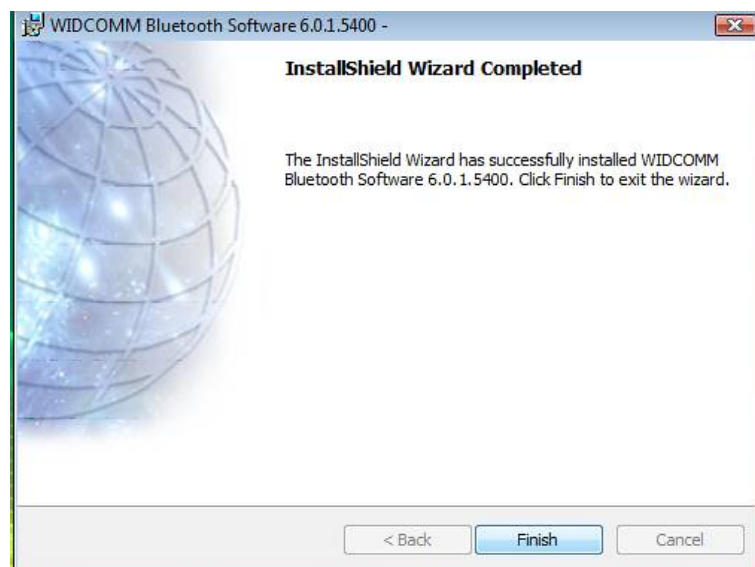 WIDCOMM Bluetooth Software 6.0.1.5400 -
InstallShield Wizard Completed
The InstallShield Wizard has successfully installed WIDCOMM
Bluetooth Software 6.0.1.5400. Click Finish to exit the wizard.
< Back Finish Cancel